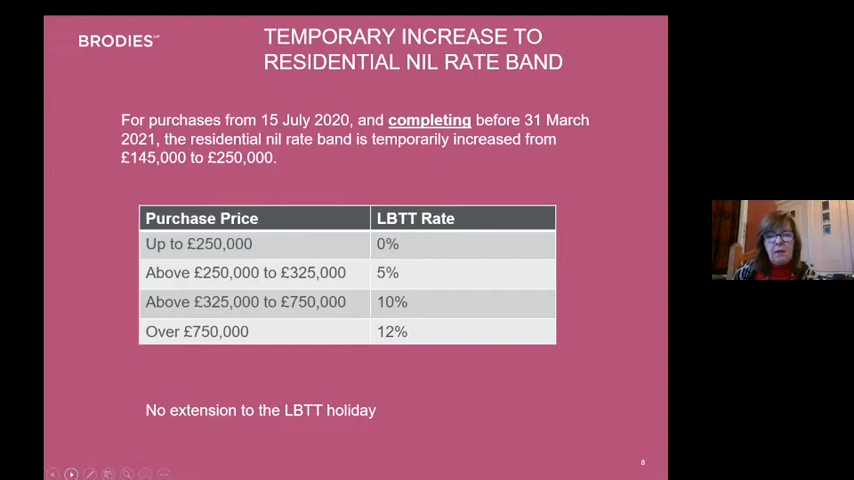 BRODIES LLP
TEMPORARY INCREASE TO
RESIDENTIAL NIL RATE BAND
For purchases from 15 July 2020, and completing before 31 March
2021, the residential nil rate band is temporarily increased from
£145,000 to £250,000.
Purchase Price LBTT Rate
Up to £250,000 0%
Above £250,000 to £325,000 5%
Above £325,000 to £750,000 10%
Over £750,000 12%
No extension to the LBTT holiday
8